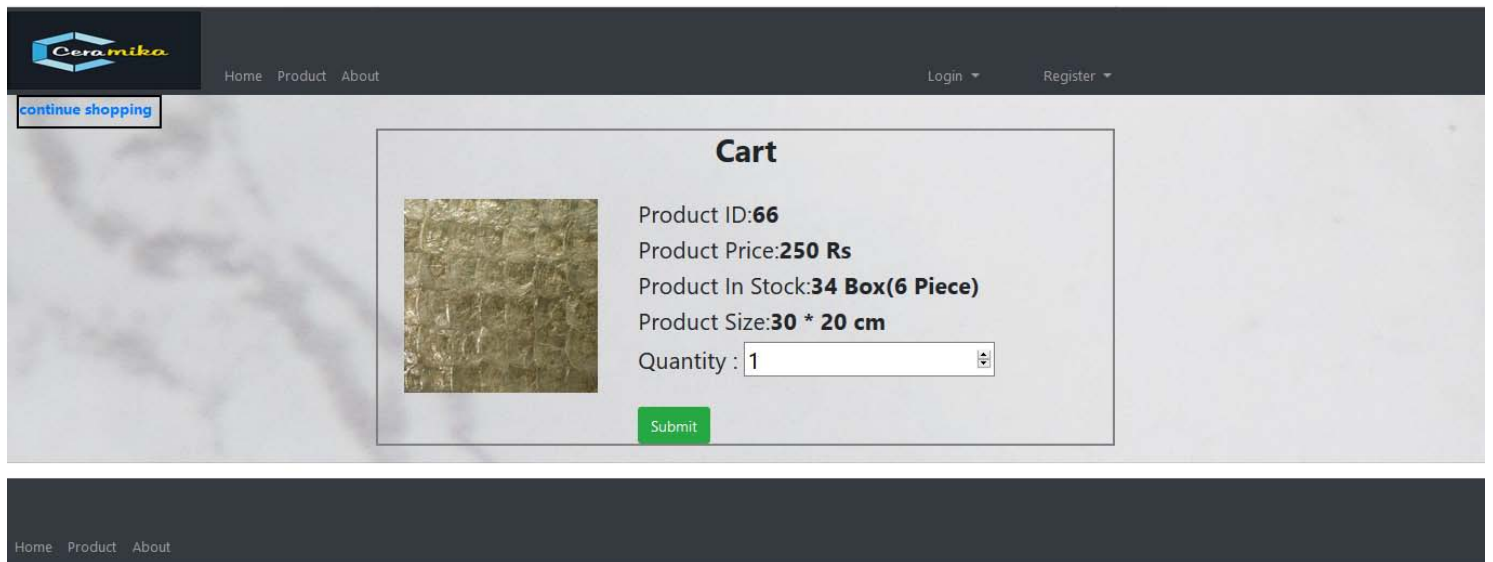 Ceramika
Home Product About Login Register
continue shopping
Cart
Product ID:66
Product Price:250 Rs
Product In Stock:34 Box(6 Piece)
Product Size:30 * 20 cm
Quantity : 1
Submit
Home Product About